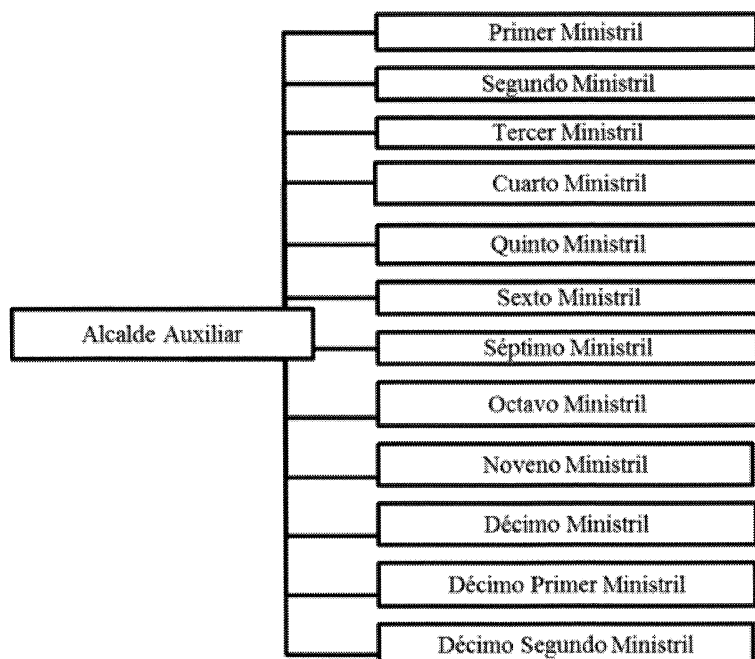 Primer Ministril
Segundo Ministril
Tercer Ministril
Cuarto Ministril
Quinto Ministril
Sexto Ministril
Alcalde Auxiliar
Séptimo Ministril
Octavo Ministril
Noveno Ministril
Décimo Ministril
Décimo Primer Ministril
Décimo Segundo Ministril